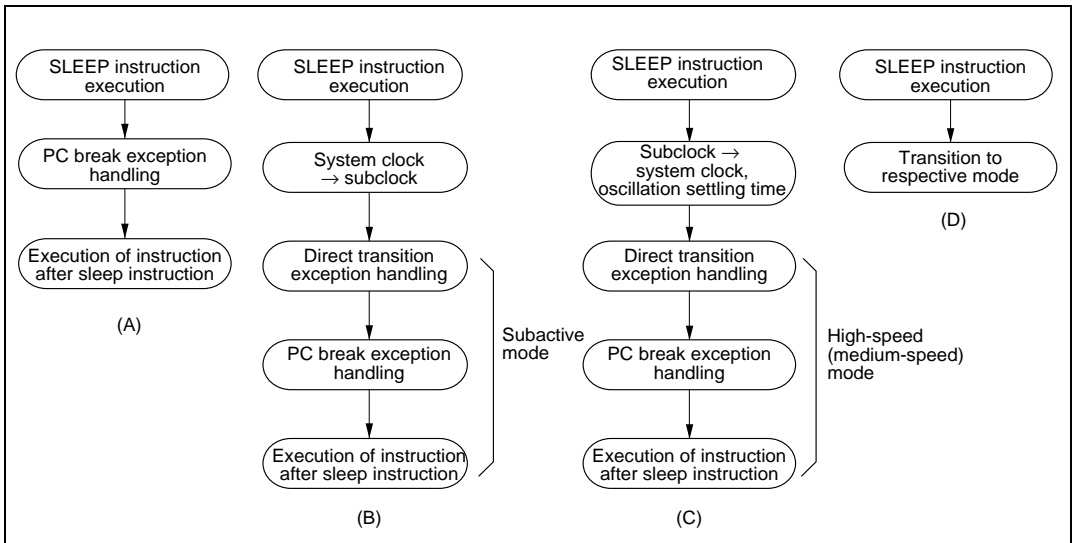 SLEEP instruction
execution
PC break exception
handling
Execution of instruction
after sleep instruction
(A)
SLEEP instruction
execution
System clock
→ subclock
Direct transition
exception handling
PC break exception
handling
Execution of instruction
after sleep instruction
Subactive
mode
(B)
SLEEP instruction
execution
Subclock →
system clock,
oscillation settling time
Direct transition
exception handling
PC break exception
handling
Execution of instruction
after sleep instruction
High-speed
(medium-speed)
mode
(C)
SLEEP instruction
execution
Transition to
respective mode
(D)